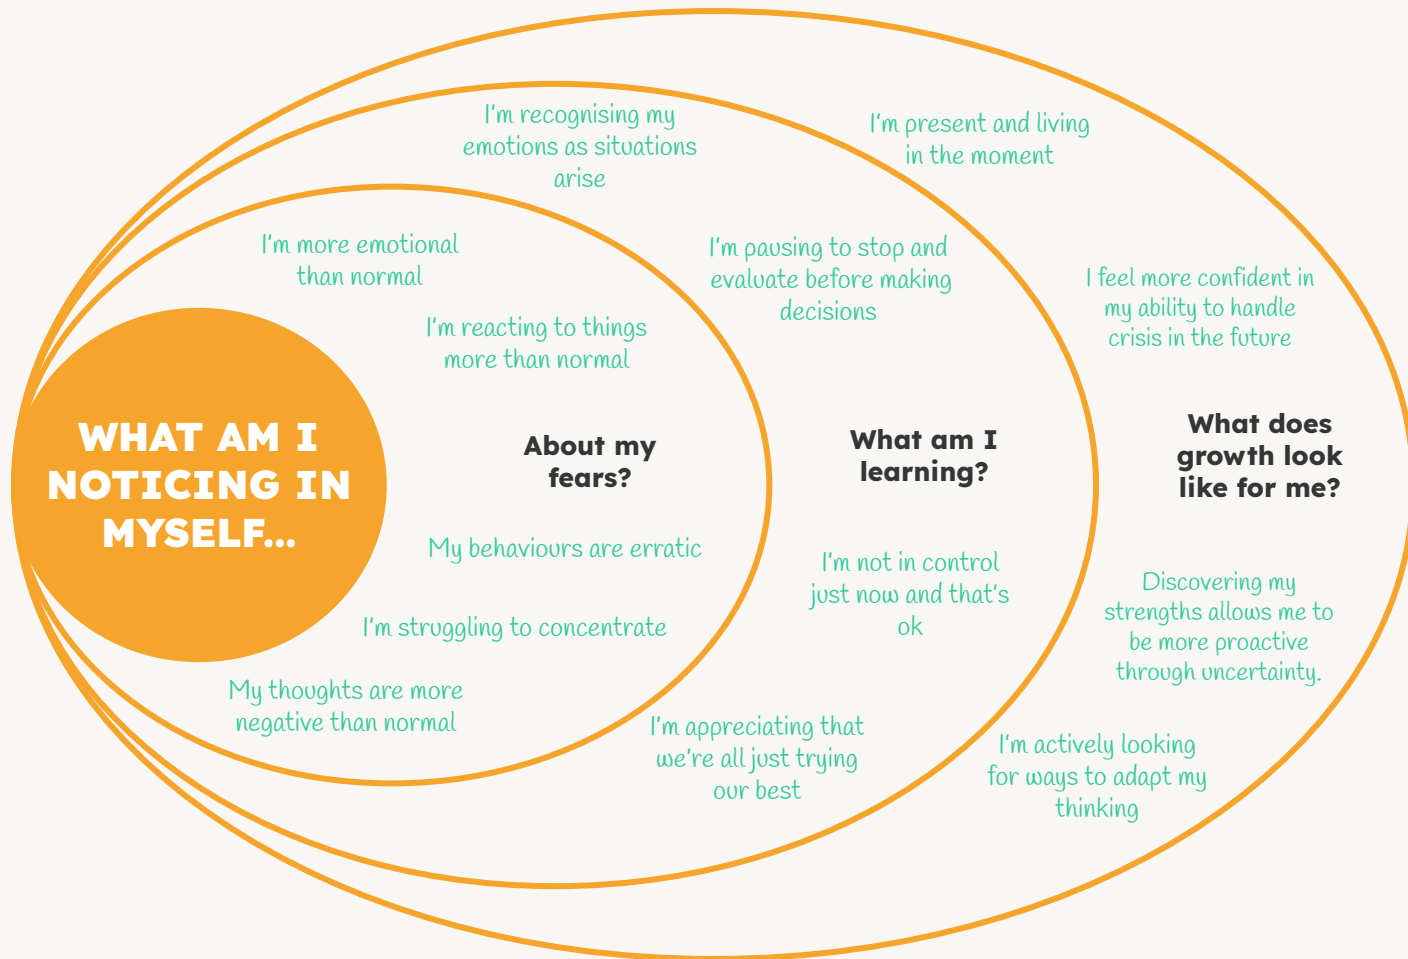 WHAT AM I
NOTICING IN
MYSELF...
I'm more emotional
than normal
I'm reacting to things
more than normal
About my
fears?
My behaviours are erratic
I'm struggling to concentrate
My thoughts are more
negative than normal
I'm recognising my
emotions as situations
arise
I'm pausing to stop and
evaluate before making
decisions
What am I
learning?
I'm not in control
just now and that's
ok
I'm appreciating that
we're all just trying
our best
I'm present and living
in the moment
I feel more confident in
my ability to handle
crisis in the future
What does
growth look
like for me?
Discovering my
strengths allows me to
be more proactive
through uncertainty.
I'm actively looking
for ways to adapt my
thinking